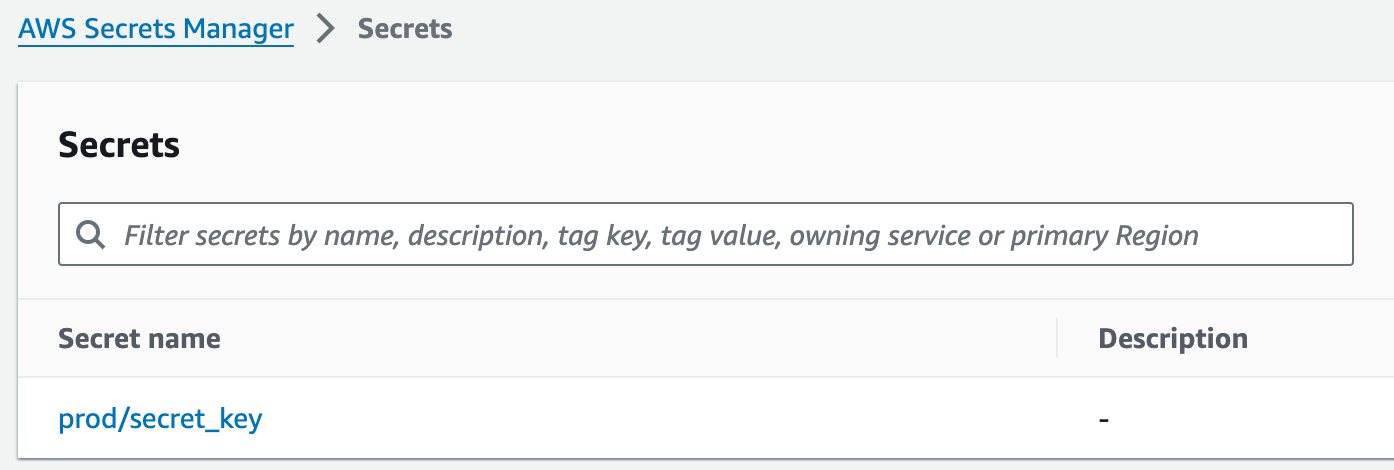 AWS Secrets Manager > Secrets
Secrets
Filter secrets by name, description, tag key, tag value, owning service or primary Region
Secret name Description
prod/secret_key -